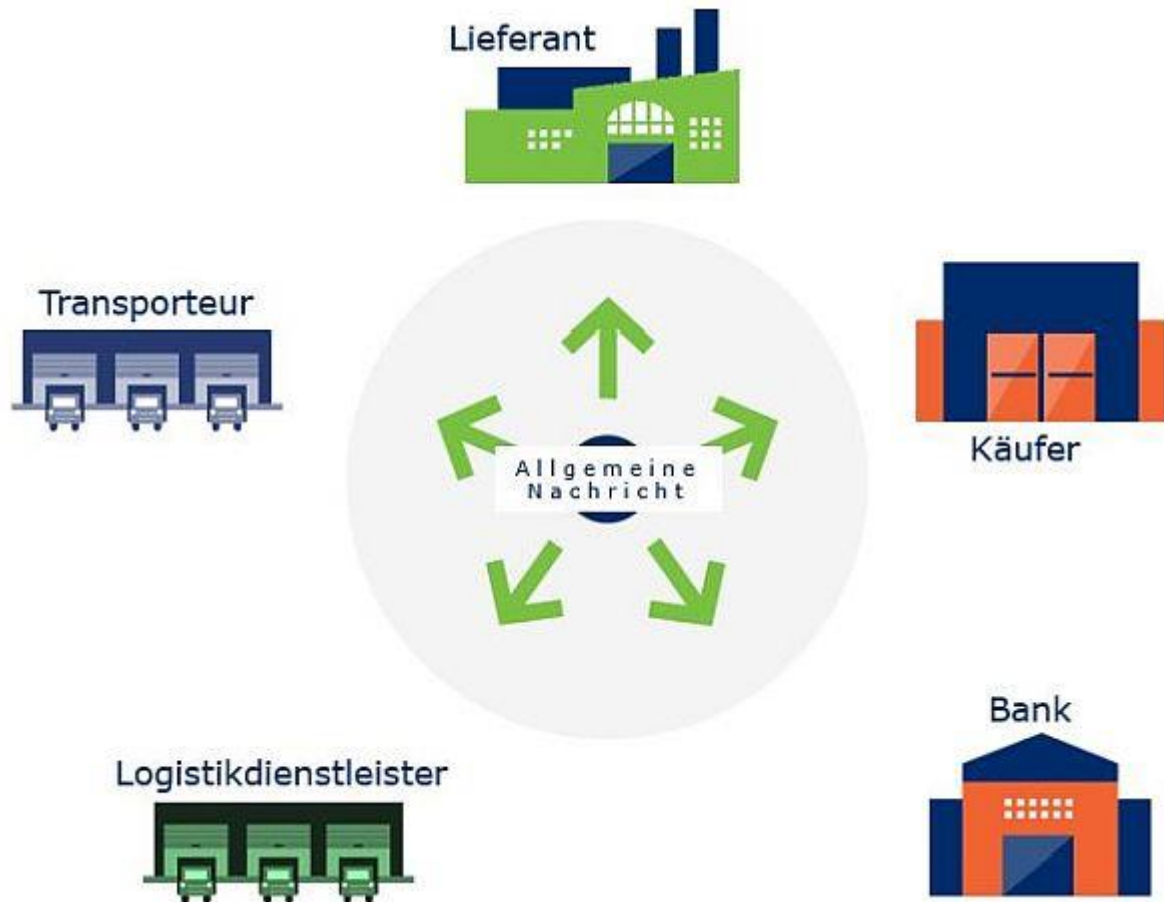 Lieferant
Transporteur
Käufer
Allgemeine
Nachricht
Bank
Logistikdienstleister